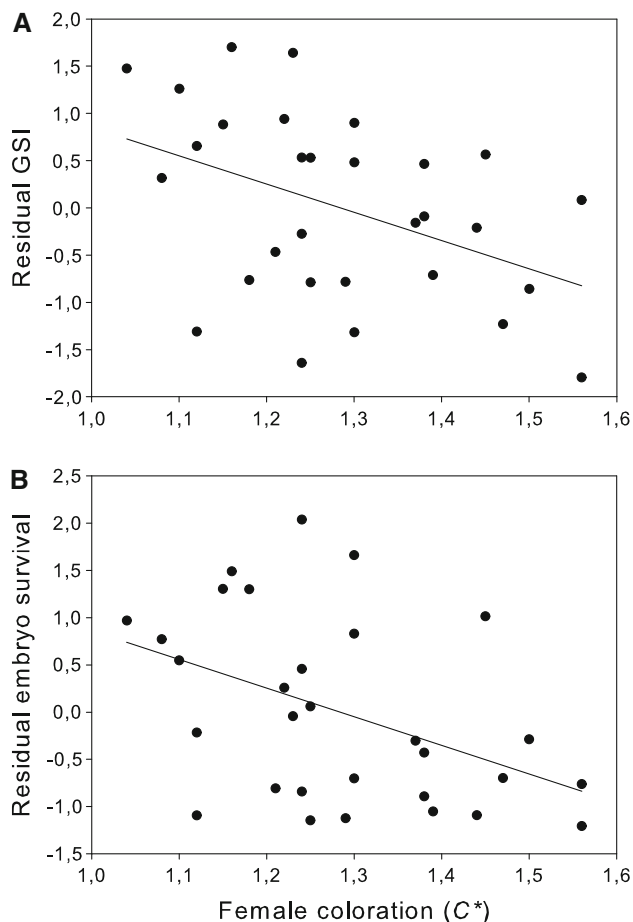 A
2,0
1,5
1,0
0,5
0,0
-0,5
-1,0
-1,5
-2,0
Residual GSI
1,0 1,1 1,2 1,3 1,4 1,5 1,6
B
2,5
2,0
1,5
1,0
0,5
0,0
-0,5
-1,0
-1,5
Residual embryo survival
1,0 1,1 1,2 1,3 1,4 1,5 1,6
Female coloration (C*)